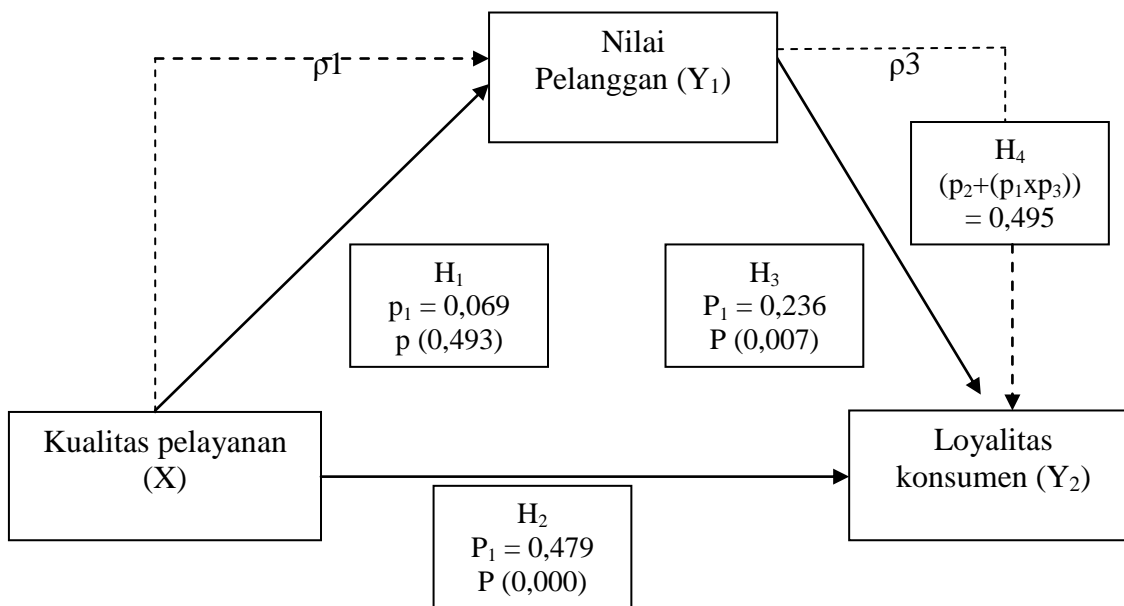 Nilai
Pelanggan (Y₁)
ρ1
ρ3
H₄
(p₂+(p₁xp₃))
= 0,495
H₁
p₁ = 0,069
p (0,493)
H₃
P₁ = 0,236
P (0,007)
Kualitas pelayanan
(X)
Loyalitas
konsumen (Y₂)
H₂
P₁ = 0,479
P (0,000)